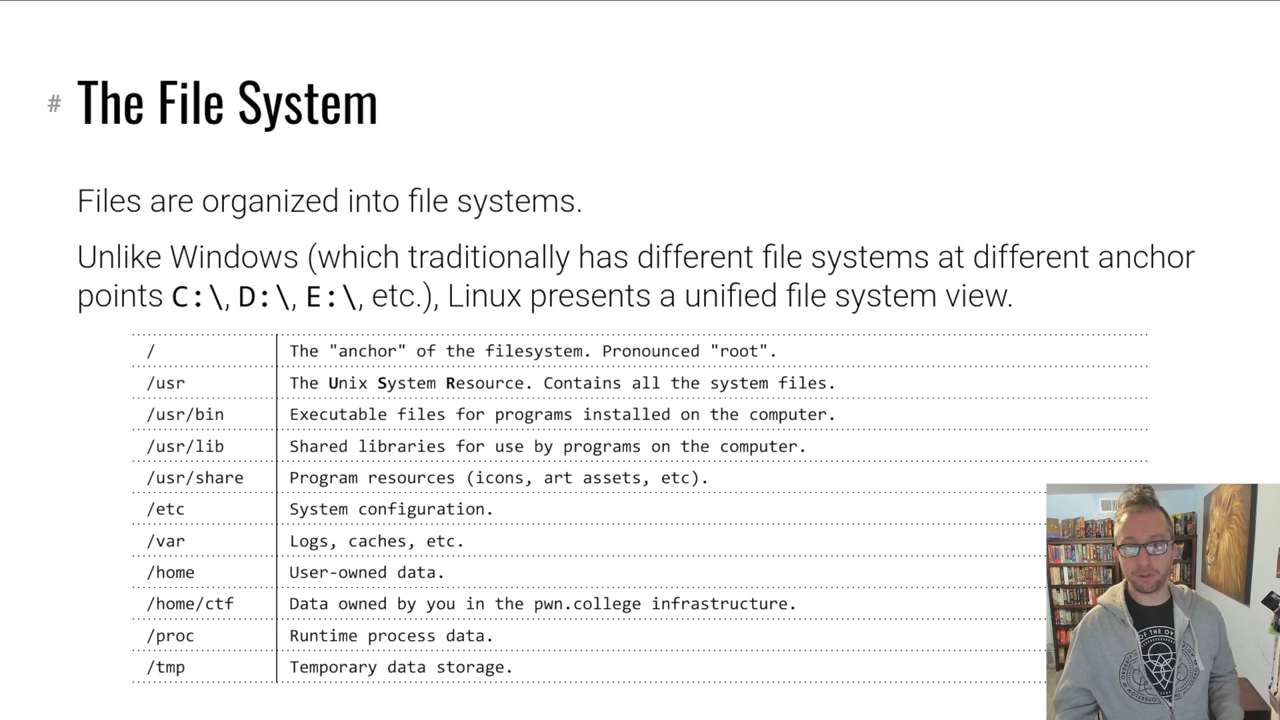 # The File System
Files are organized into file systems.
Unlike Windows (which traditionally has different file systems at different anchor
points C:\, D:\, E:\, etc.), Linux presents a unified file system view.
/ The "anchor" of the filesystem. Pronounced "root".
/usr The Unix System Resource. Contains all the system files.
/usr/bin Executable files for programs installed on the computer.
/usr/lib Shared libraries for use by programs on the computer.
/usr/share Program resources (icons, art assets, etc).
/etc System configuration.
/var Logs, caches, etc.
/home User-owned data.
/home/ctf Data owned by you in the pwn.college infrastructure.
/proc Runtime process data.
/tmp Temporary data storage.